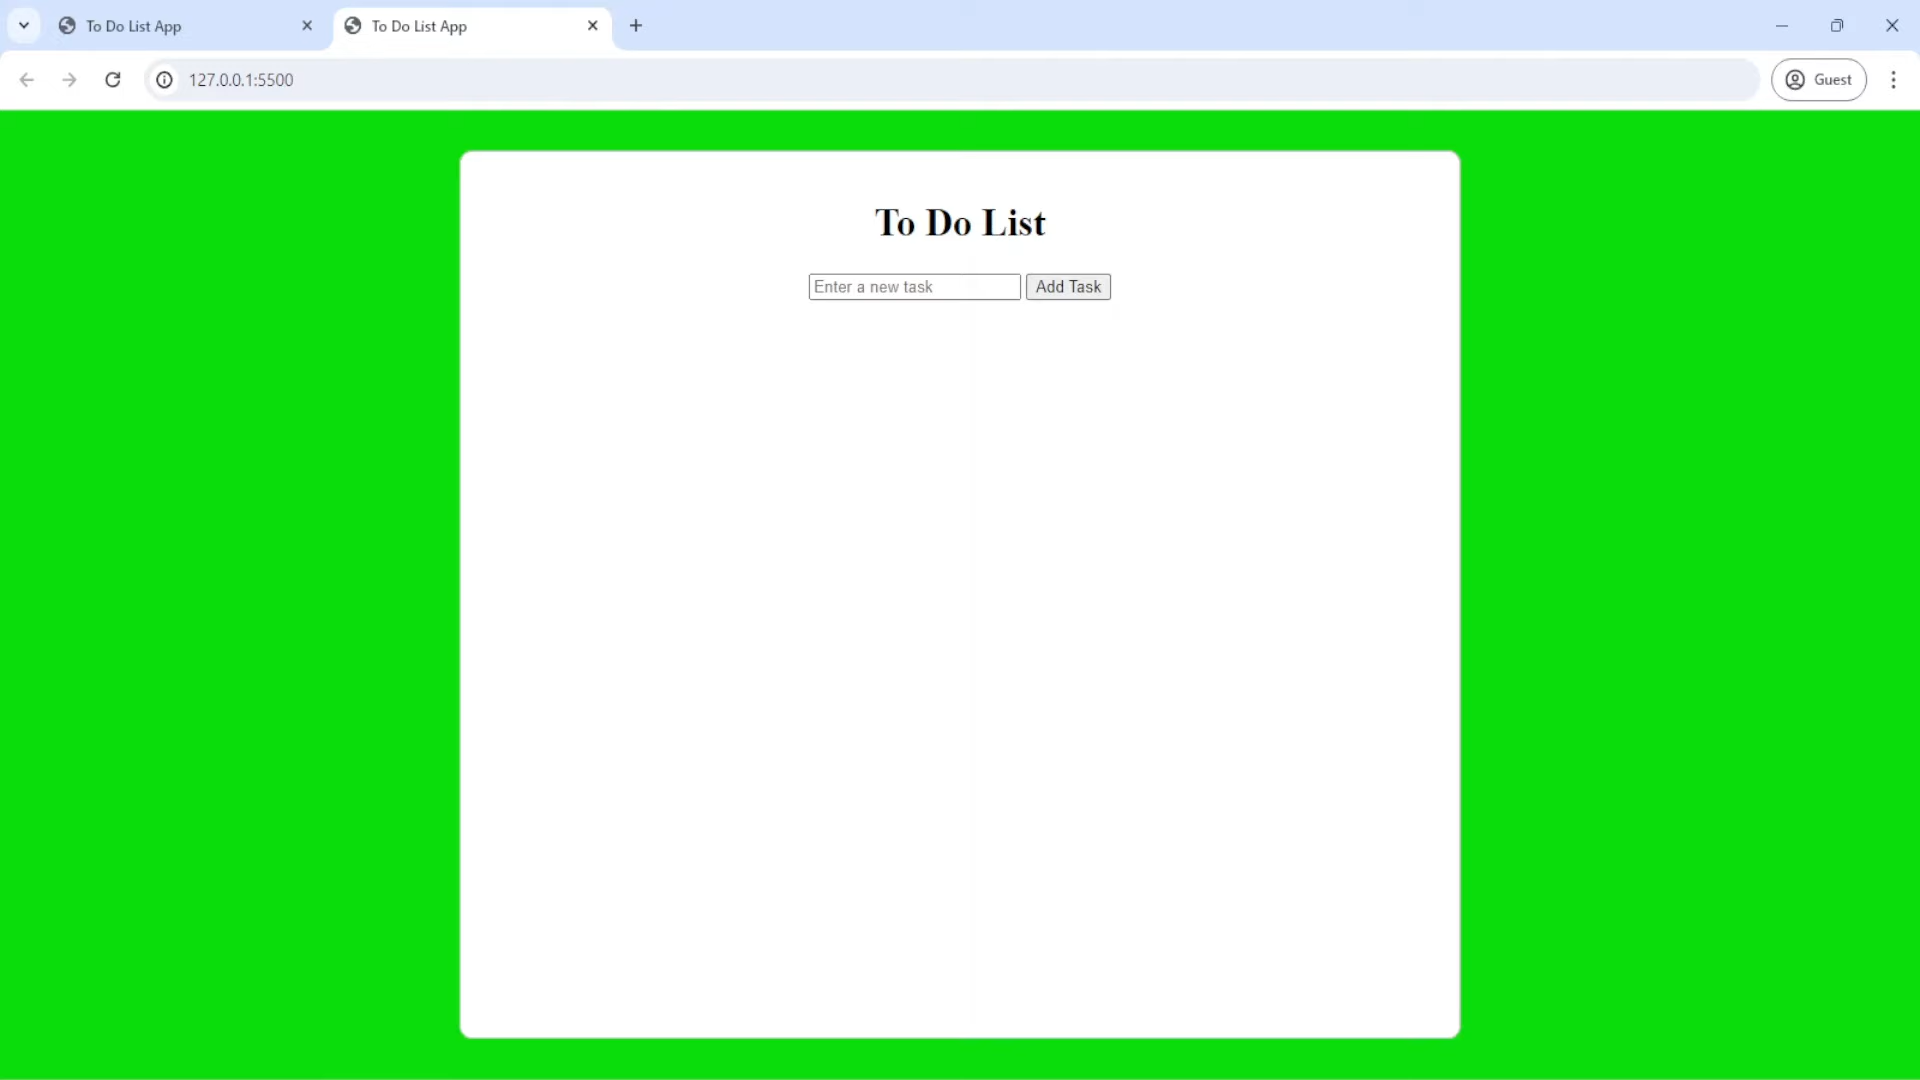 To Do List App
To Do List App
127.0.0.1:5500
Guest
To Do List
Enter a new task
Add Task